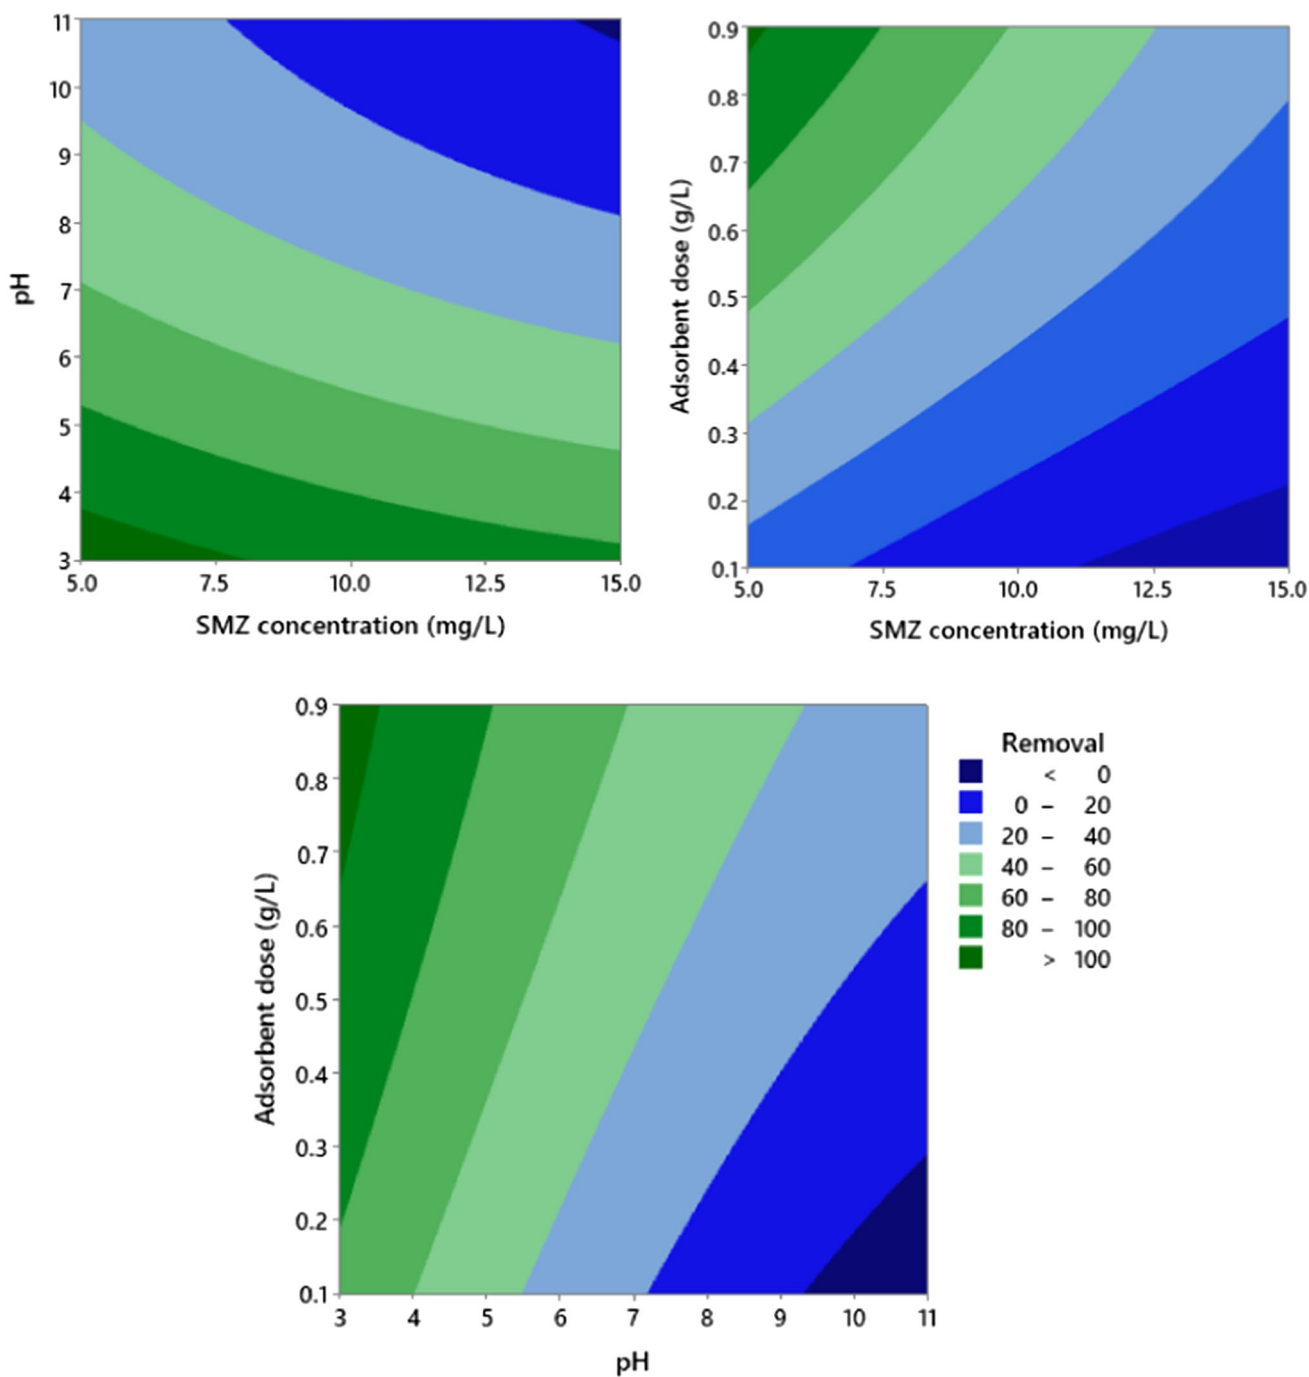 11
10
9
8
7
6
5
4
3
pH
5.0 7.5 10.0 12.5 15.0
SMZ concentration (mg/L)
0.9
0.8
0.7
0.6
0.5
0.4
0.3
0.2
0.1
Adsorbent dose (g/L)
5.0 7.5 10.0 12.5 15.0
SMZ concentration (mg/L)
0.9
0.8
0.7
0.6
0.5
0.4
0.3
0.2
0.1
Adsorbent dose (g/L)
3 4 5 6 7 8 9 10 11
pH
Removal
< 0
0 – 20
20 – 40
40 – 60
60 – 80
80 – 100
> 100